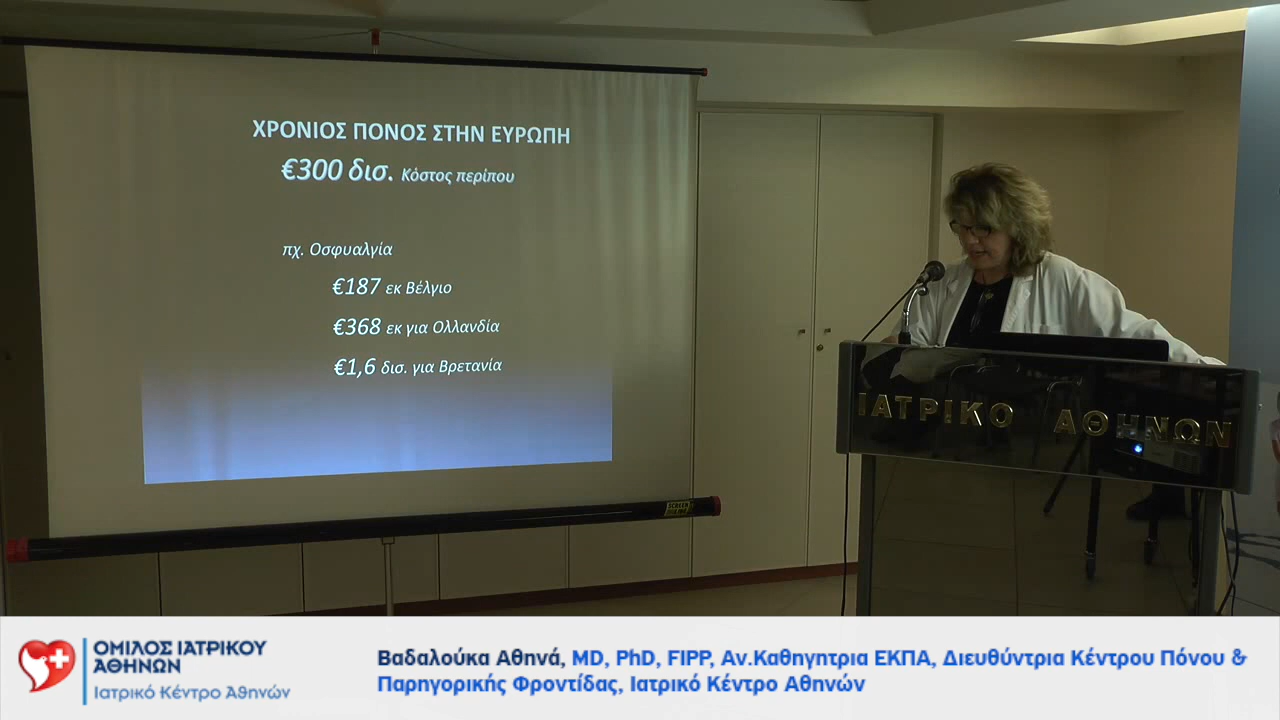 ΧΡΟΝΙΟΣ ΠΟΝΟΣ ΣΤΗΝ ΕΥΡΩΠΗ
€300 δισ. Κόστος περίπου
πχ. Οσφυαλγία
€187 εκ Βέλγιο
€368 εκ για Ολλανδία
€1,6 δισ. για Βρετανία
ΙΑΤΡΙΚΟ ΑΘΗΝΩΝ
ΟΜΙΛΟΣ ΙΑΤΡΙΚΟΥ
ΑΘΗΝΩΝ
Ιατρικό Κέντρο Αθηνών
Βαδαλούκα Αθηνά, MD, PhD, FIPP, Αν.Καθηγητρια ΕΚΠΑ, Διευθύντρια Κέντρου Πόνου &
Παρηγορικής Φροντίδας, Ιατρικό Κέντρο Αθηνών